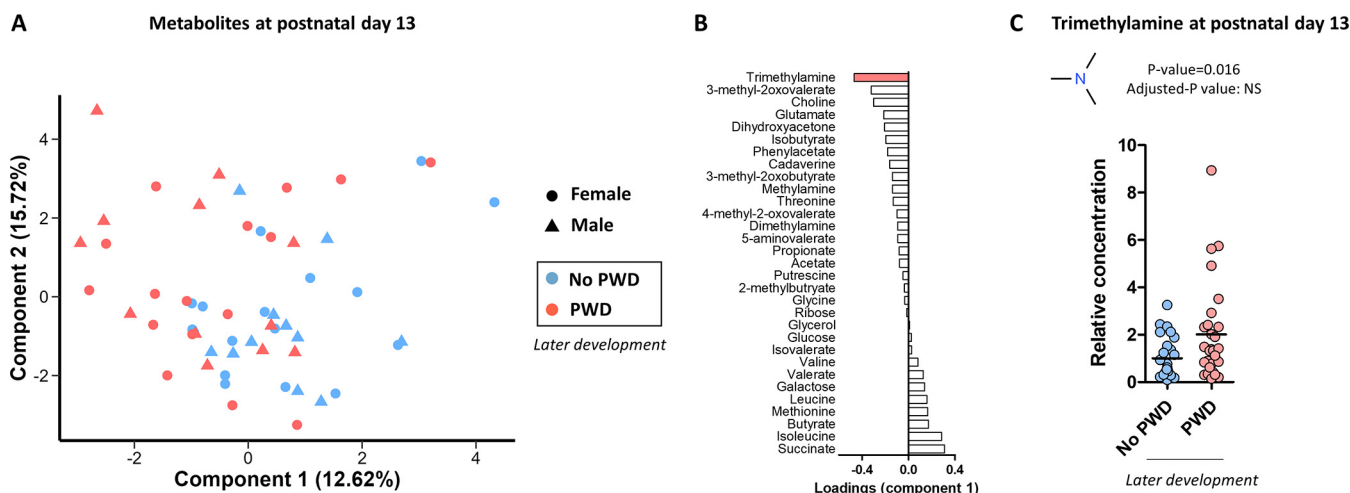 A
Metabolites at postnatal day 13
Component 2 (15.72%)
4
2
0
-2
-2
0
2
4
Component 1 (12.62%)
Female
Male
No PWD
PWD
Later development
B
Trimethylamine
3-methyl-2oxovalerate
Choline
Glutamate
Dihydroxyacetone
Isobutyrate
Phenylacetate
Cadaverine
3-methyl-2oxobutyrate
Methylamine
Threonine
4-methyl-2-oxovalerate
Dimethylamine
5-aminovalerate
Propionate
Acetate
Putrescine
2-methylbutyrate
Glycine
Ribose
Glycerol
Glucose
Isovalerate
Valine
Valerate
Galactose
Leucine
Methionine
Butyrate
Isoleucine
Succinate
-0.4
0.0
0.4
Loadings (component 1)
C
Trimethylamine at postnatal day 13
N
P-value=0.016
Adjusted-P value: NS
Relative concentration
10
8
6
4
2
0
No PWD
PWD
Later development